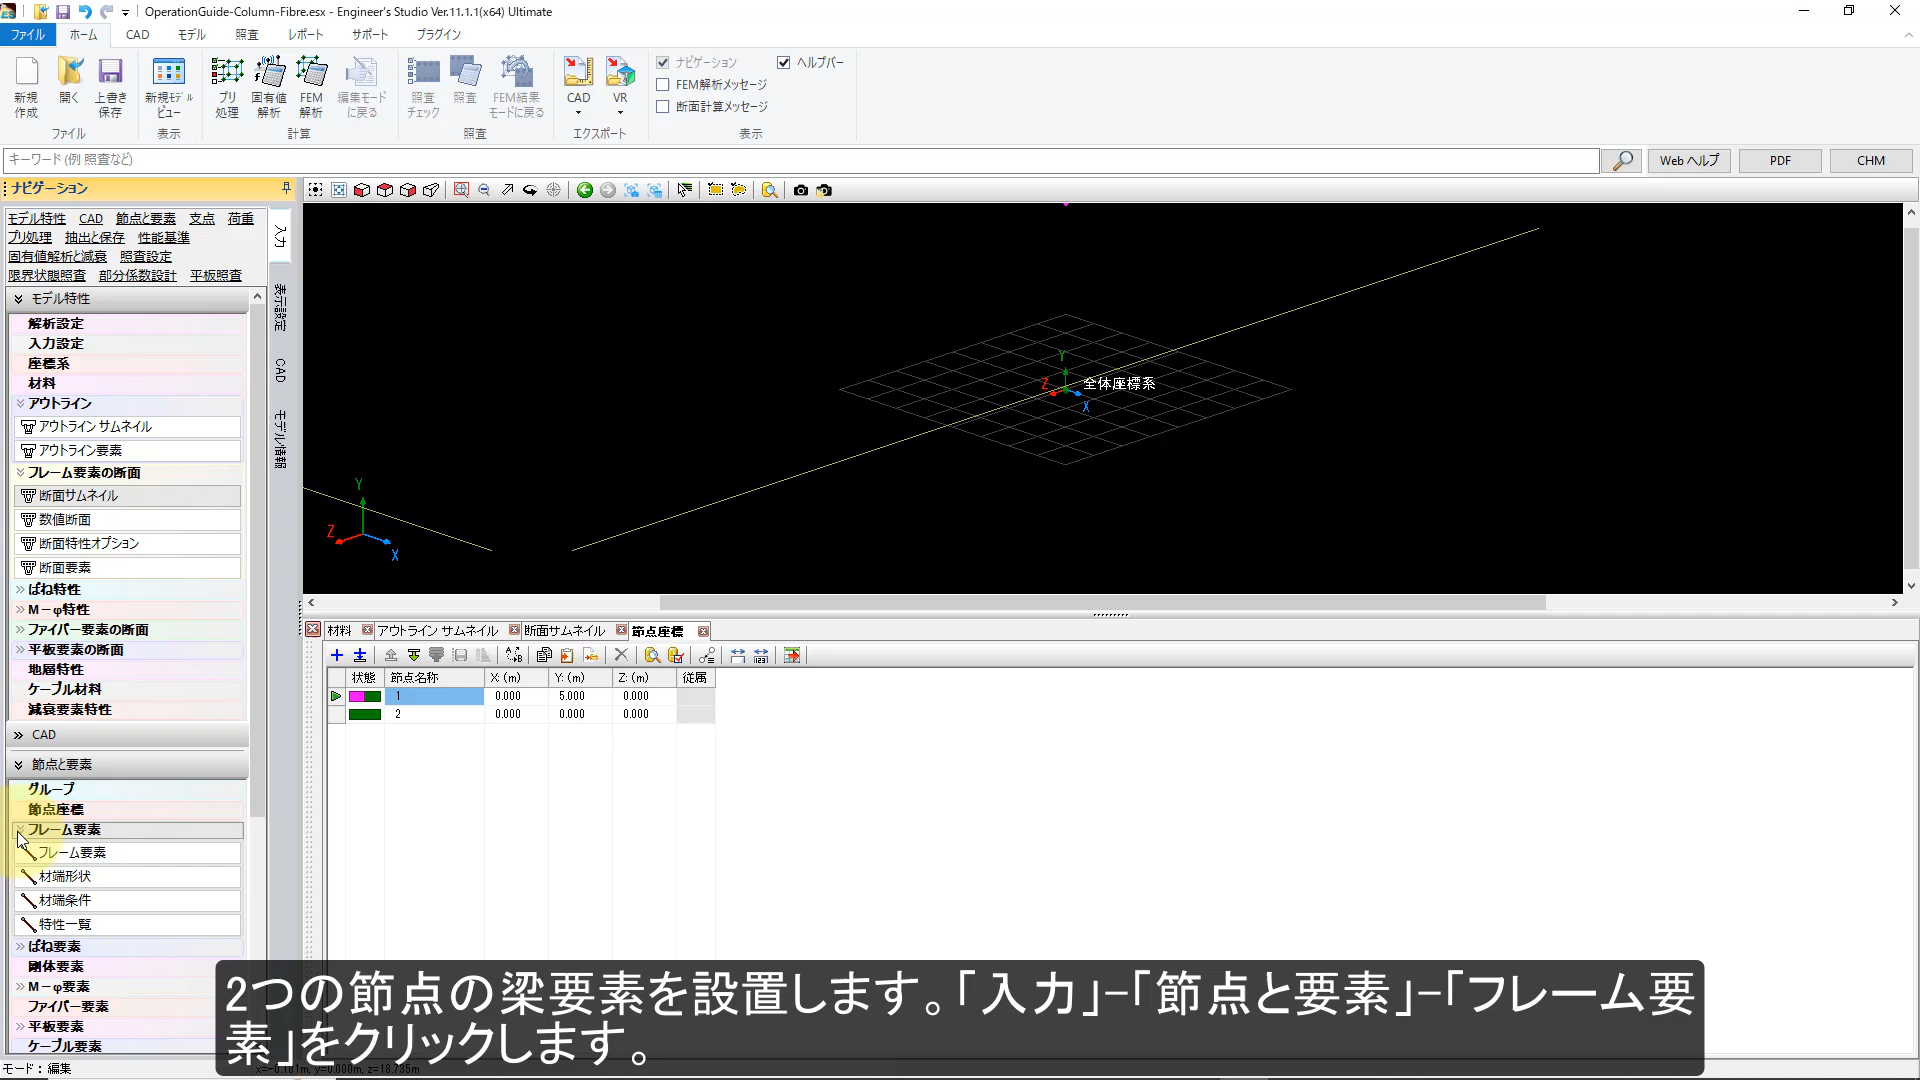 OperationGuide-Column-Fibre.esx - Engineer's Studio Ver.11.1.1(x64) Ultimate
ファイル ホーム CAD モデル 照査 レポート サポート プラグイン
新規作成 開く 上書き保存 新規モデルビュー プリ処理 固有値解析 FEM解析 編集モードに戻る 照査チェック 照査 FEM結果モードに戻る CAD VR
ナビゲーション ヘルプバー
FEM解析メッセージ
断面計算メッセージ
ファイル 表示 計算 照査 エクスポート 表示
キーワード (例 照査など) Web ヘルプ PDF CHM
ナビゲーション
モデル特性 CAD 節点と要素 支点 荷重
プリ処理 抽出と保存 性能基準
固有値解析と減衰 照査設定
限界状態照査 部分係数設計 平板照査
入力
表示設定
CAD
モデル情報
モデル特性
解析設定
入力設定
座標系
材料
アウトライン
アウトライン サムネイル
アウトライン要素
フレーム要素の断面
断面サムネイル
数値断面
断面特性オプション
断面要素
ばね特性
M－φ特性
ファイバー要素の断面
平板要素の断面
地層特性
ケーブル材料
減衰要素特性
CAD
節点と要素
グループ
節点座標
フレーム要素
フレーム要素
材端形状
材端条件
特性一覧
ばね要素
剛体要素
M－φ要素
ファイバー要素
平板要素
ケーブル要素
Y
Z
X
全体座標系
Y
Z
X
材料 アウトライン サムネイル 断面サムネイル 節点座標
状態 節点名称 X: (m) Y: (m) Z: (m) 従属
1 0.000 5.000 0.000
2 0.000 0.000 0.000
2つの節点の梁要素を設置します。「入力」-「節点と要素」-「フレーム要
素」をクリックします。
モード : 編集 x=-0.181m, y=0.000m, z=18.785m